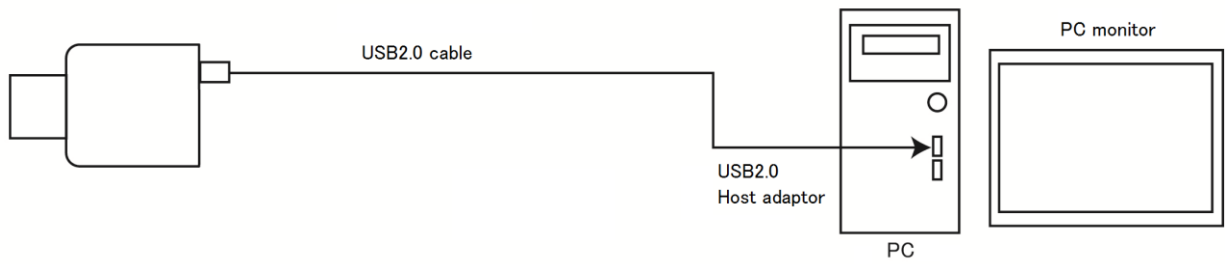 USB2.0 cable
PC monitor
USB2.0
Host adaptor
PC